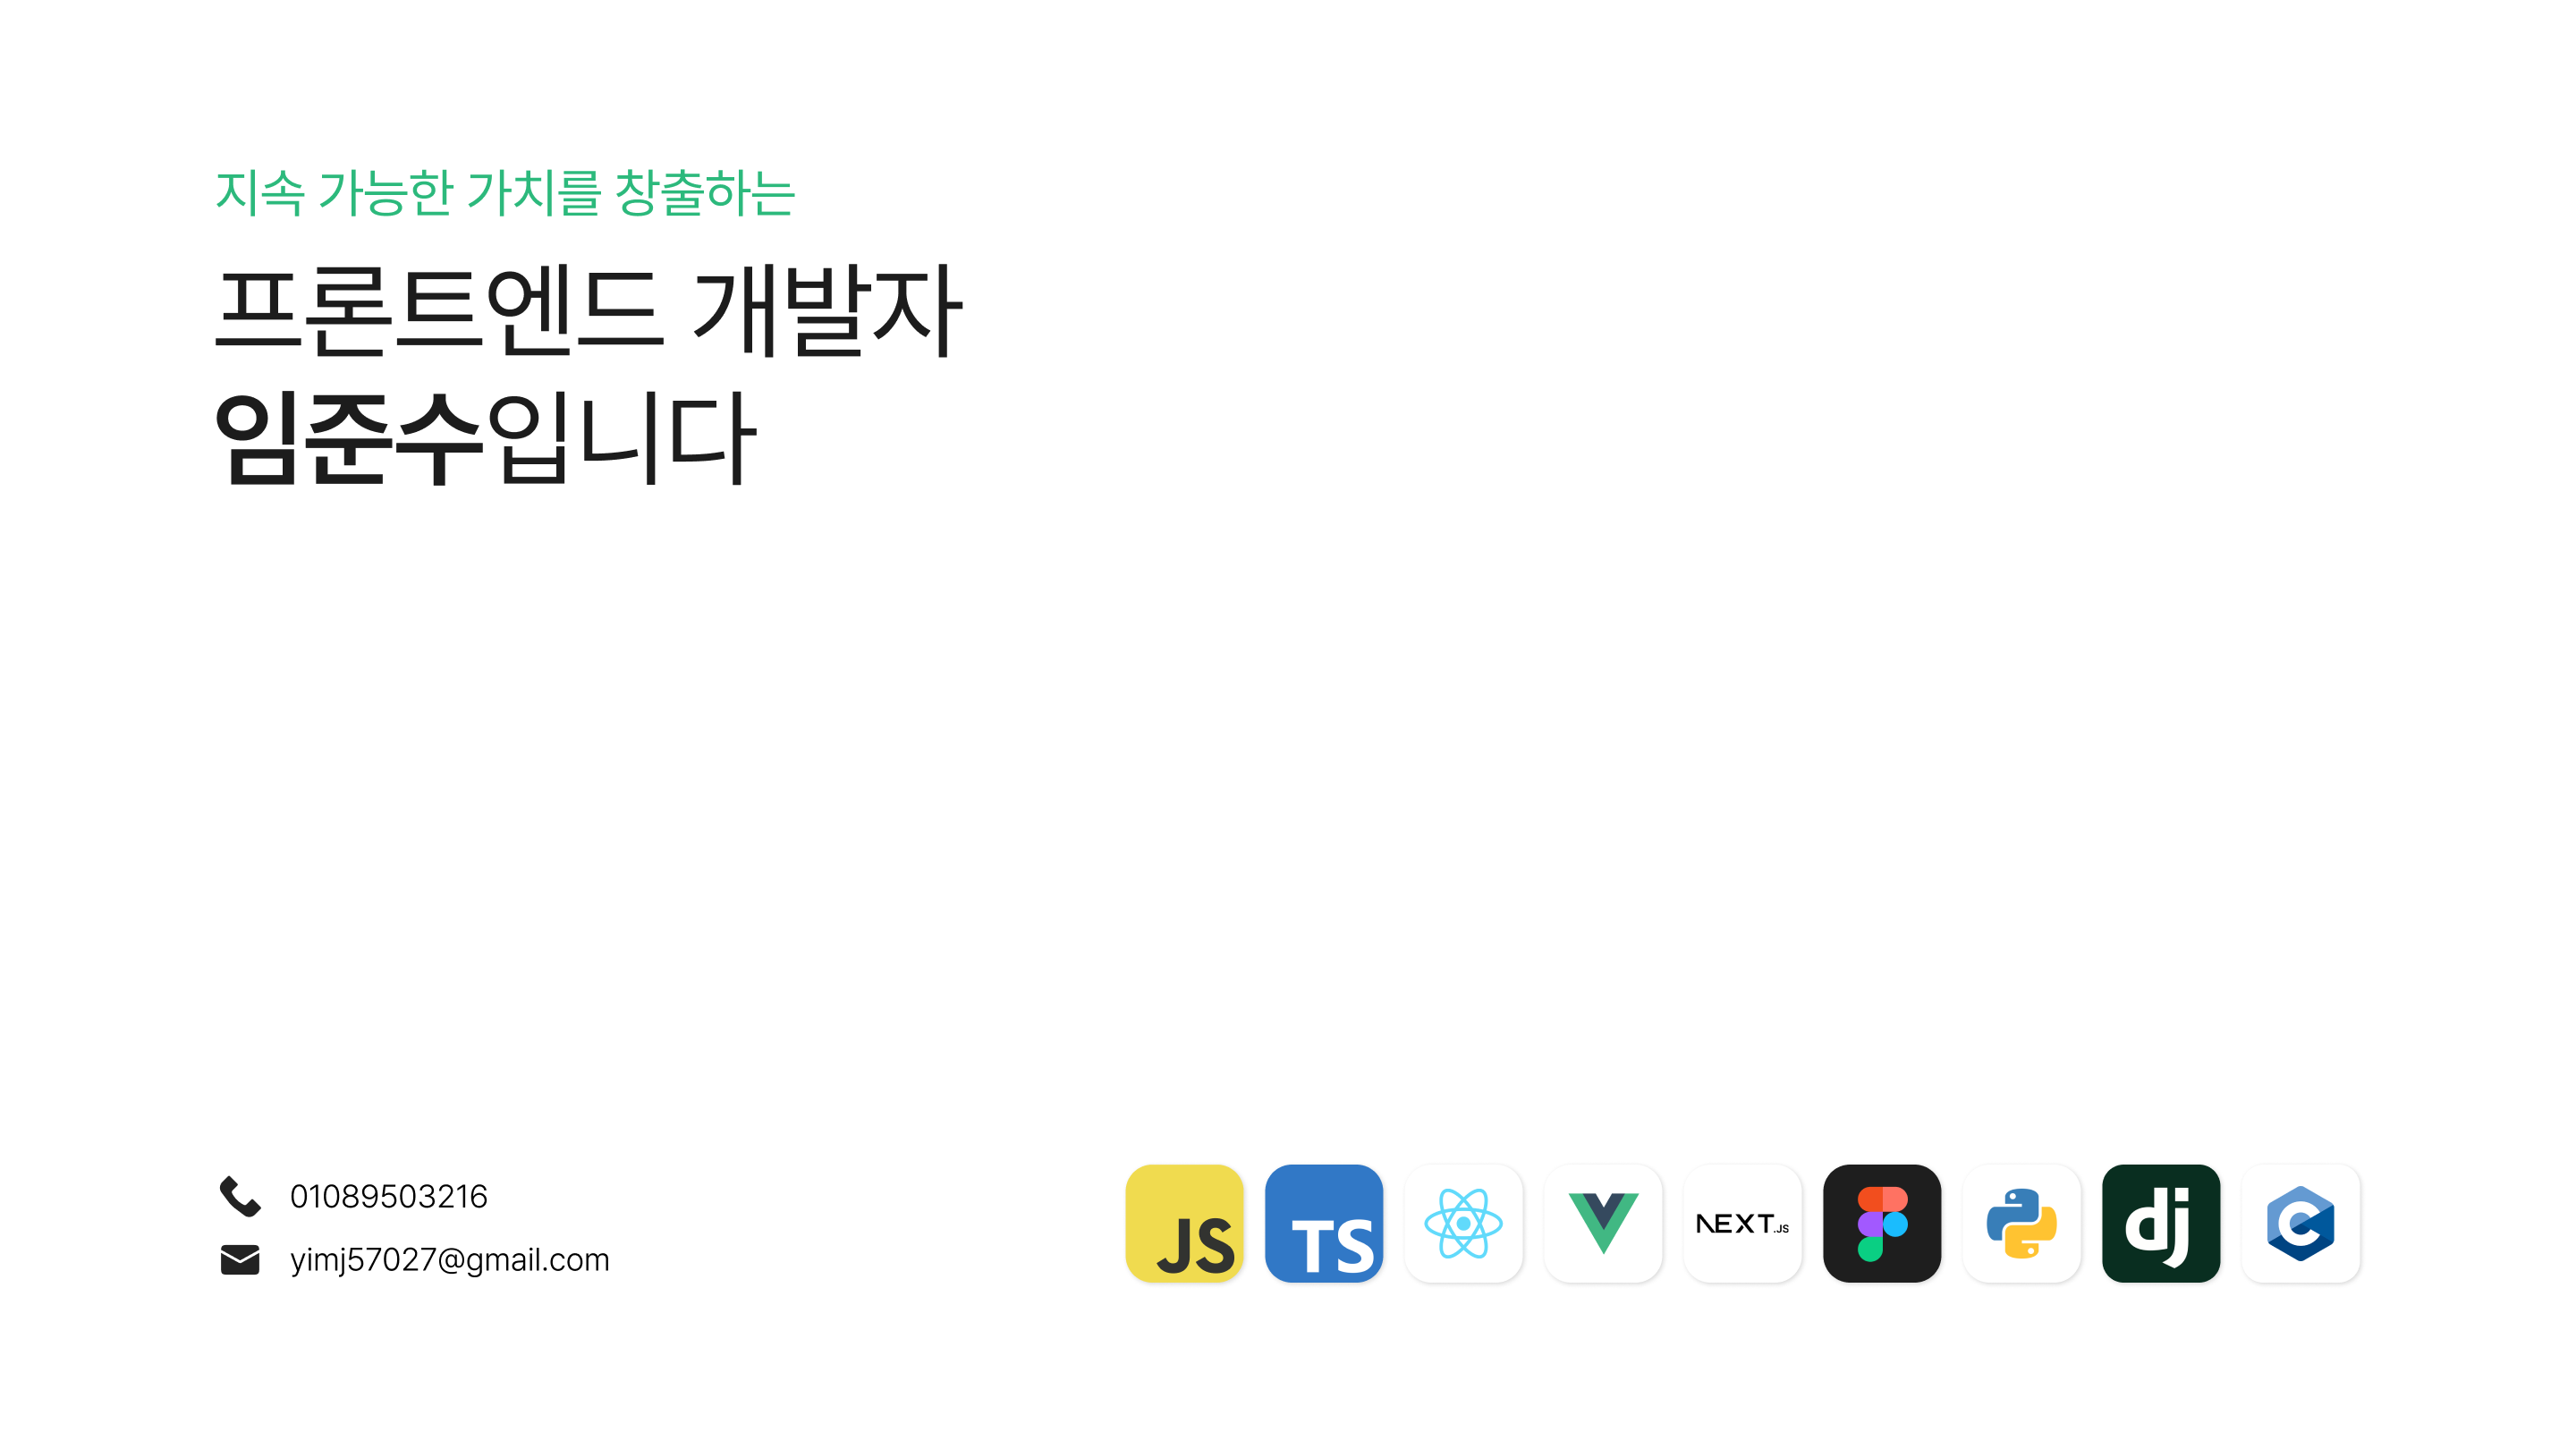 지속 가능한 가치를 창출하는
프론트엔드 개발자
임준수입니다
01089503216
yimj57027@gmail.com
JS
TS
NEXT.JS
dj
C